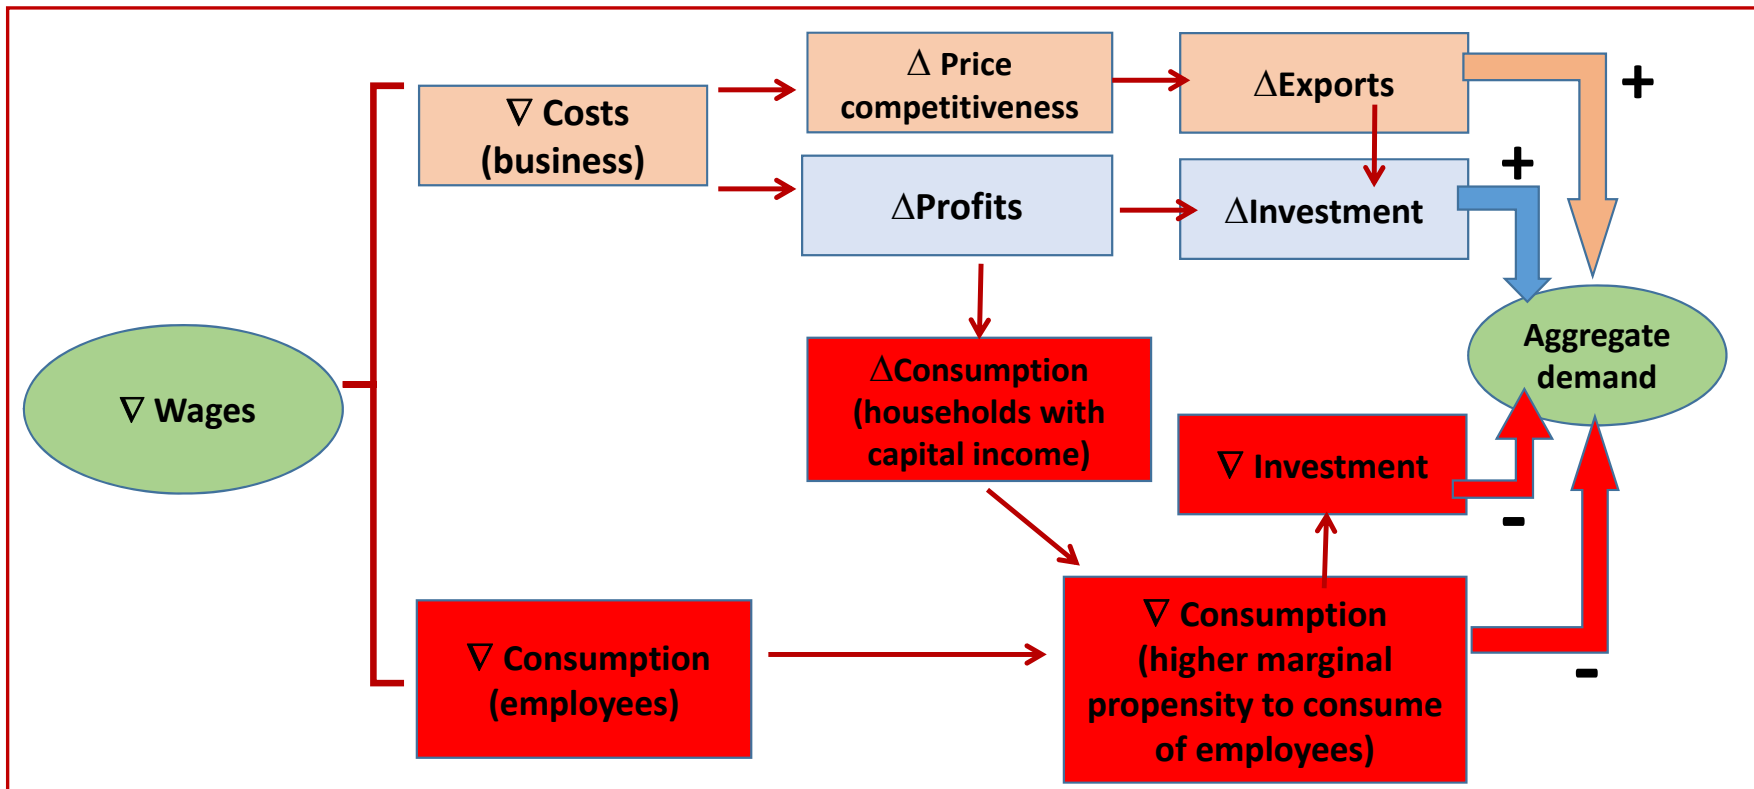 ∆ Price
competitiveness
∆Exports
+
∇ Costs
(business)
+
∆Profits
∆Investment
Aggregate
demand
∇ Wages
∆Consumption
(households with
capital income)
∇ Investment
-
∇ Consumption
(employees)
∇ Consumption
(higher marginal
propensity to consume
of employees)
-